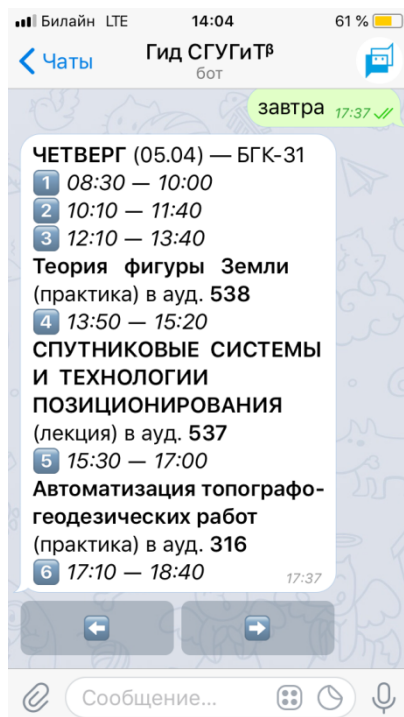 Билайн LTE 14:04 61 %
Чаты Гид СГУГиТᵝ
бот
завтра 17:37
ЧЕТВЕРГ (05.04) — БГК-31
1 08:30 — 10:00
2 10:10 — 11:40
3 12:10 — 13:40
Теория фигуры Земли
(практика) в ауд. 538
4 13:50 — 15:20
СПУТНИКОВЫЕ СИСТЕМЫ
И ТЕХНОЛОГИИ
ПОЗИЦИОНИРОВАНИЯ
(лекция) в ауд. 537
5 15:30 — 17:00
Автоматизация топографо-
геодезических работ
(практика) в ауд. 316
6 17:10 — 18:40 17:37
Сообщение...